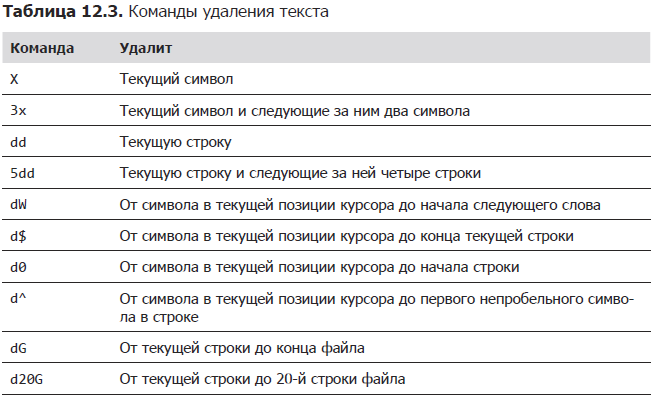 Таблица 12.3. Команды удаления текста
Команда Удалит
X Текущий символ
3x Текущий символ и следующие за ним два символа
dd Текущую строку
5dd Текущую строку и следующие за ней четыре строки
dW От символа в текущей позиции курсора до начала следующего слова
d$ От символа в текущей позиции курсора до конца текущей строки
d0 От символа в текущей позиции курсора до начала строки
d^ От символа в текущей позиции курсора до первого непробельного симво-
ла в строке
dG От текущей строки до конца файла
d20G От текущей строки до 20-й строки файла